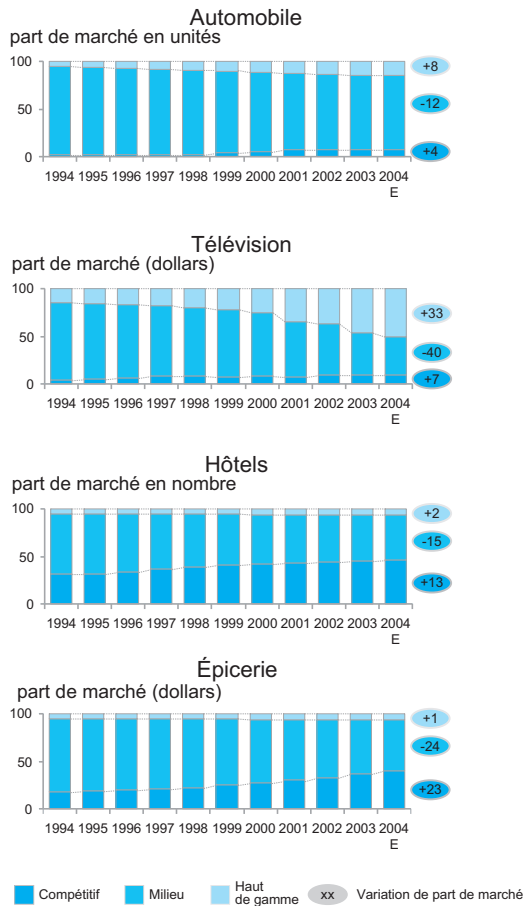 Automobile
part de marché en unités
100
50
0
+8
-12
+4
1994 1995 1996 1997 1998 1999 2000 2001 2002 2003 2004
E
Télévision
part de marché (dollars)
100
50
0
+33
-40
+7
1994 1995 1996 1997 1998 1999 2000 2001 2002 2003 2004
E
Hôtels
part de marché en nombre
100
50
0
+2
-15
+13
1994 1995 1996 1997 1998 1999 2000 2001 2002 2003 2004
E
Épicerie
part de marché (dollars)
100
50
0
+1
-24
+23
1994 1995 1996 1997 1998 1999 2000 2001 2002 2003 2004
E
Compétitif Milieu Haut de gamme xx Variation de part de marché